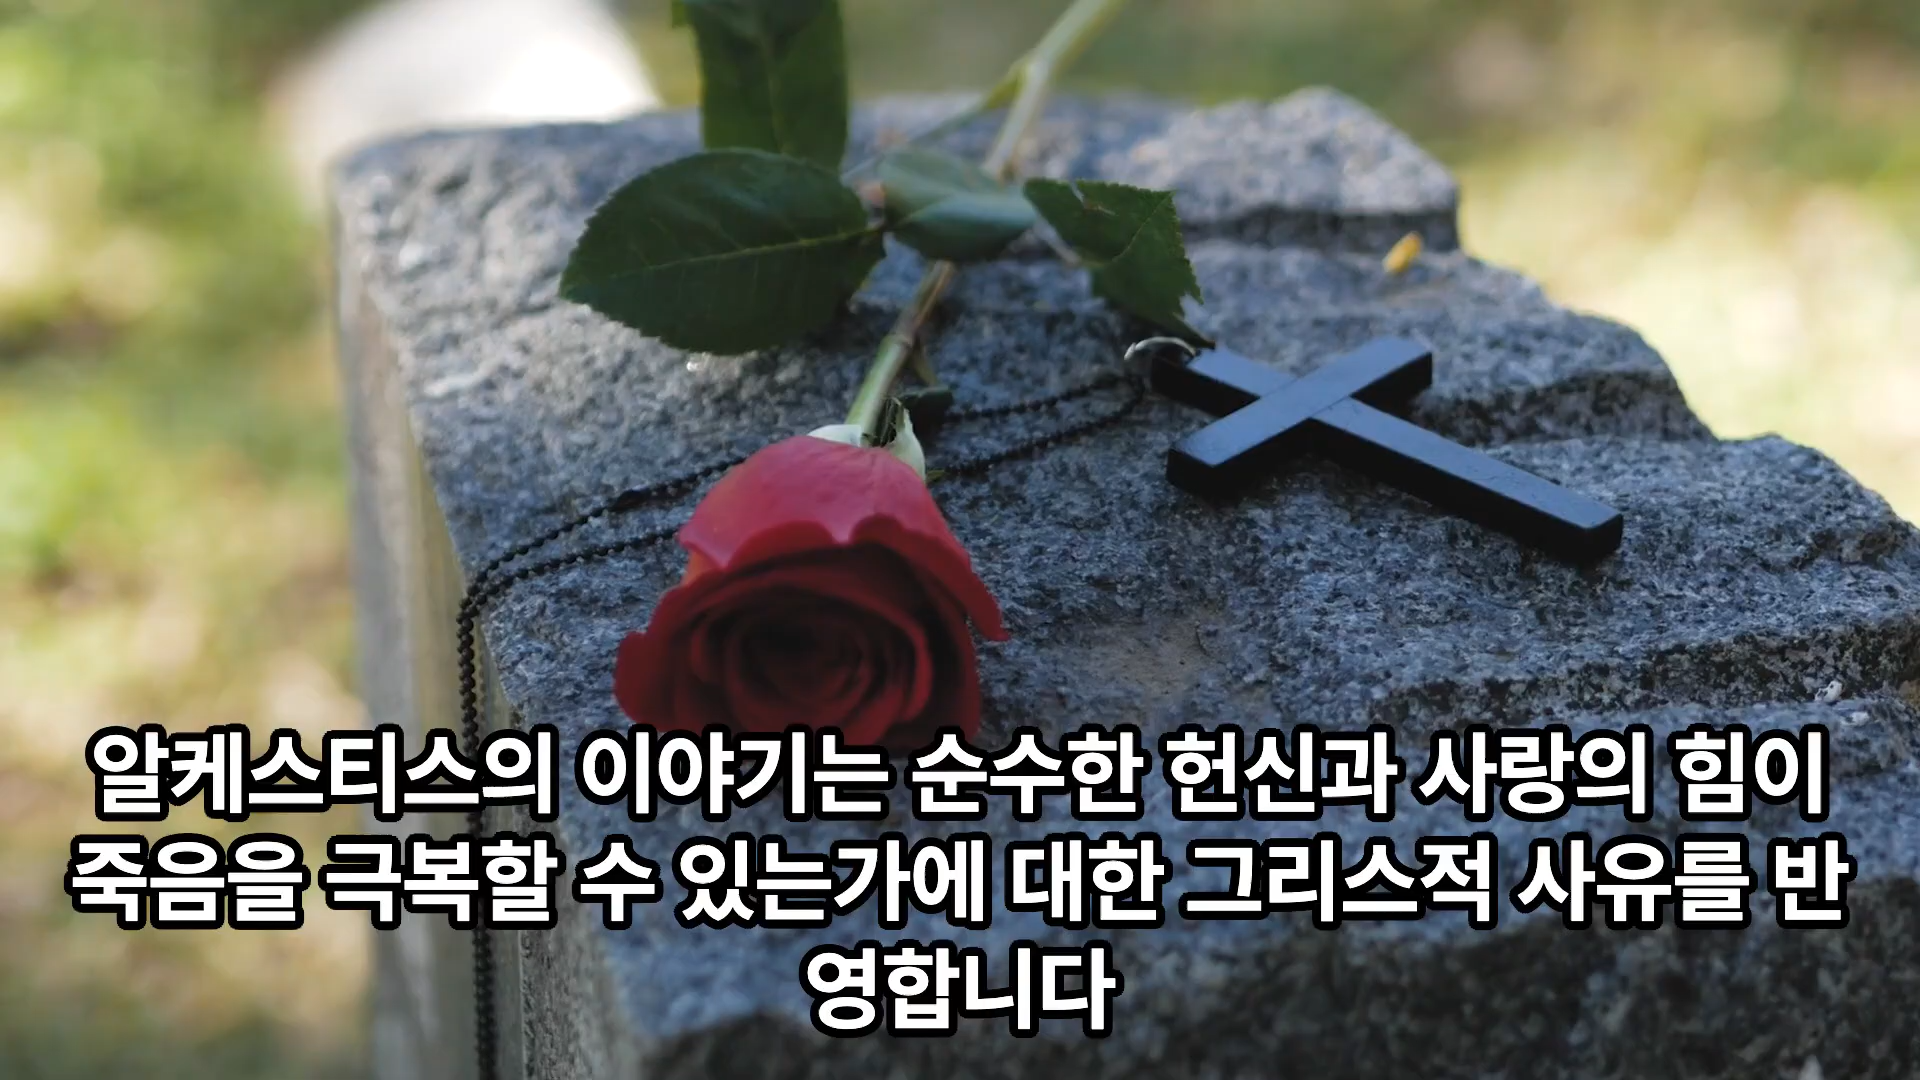 알케스티스의 이야기는 순수한 헌신과 사랑의 힘이
죽음을 극복할 수 있는가에 대한 그리스적 사유를 반
영합니다